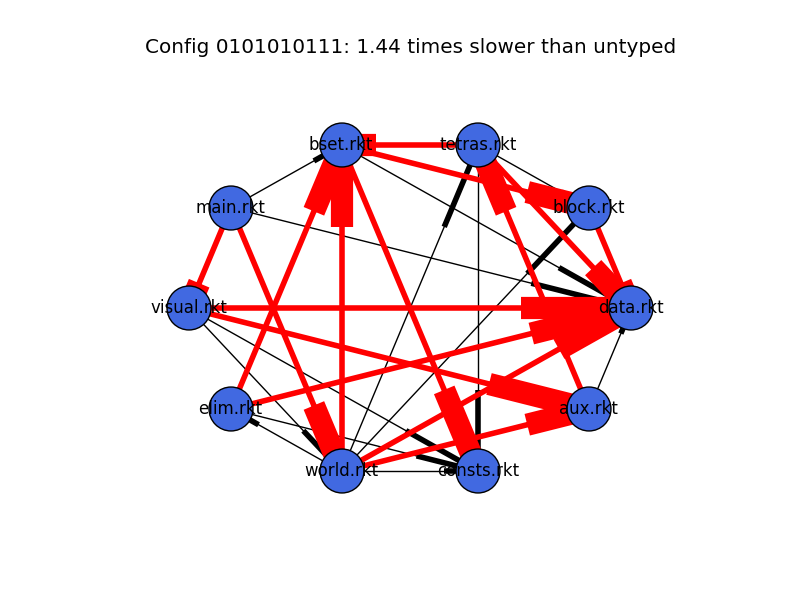 Config 0101010111: 1.44 times slower than untyped
bset.rkt
tetras.rkt
main.rkt
block.rkt
visual.rkt
data.rkt
elim.rkt
aux.rkt
world.rkt
consts.rkt